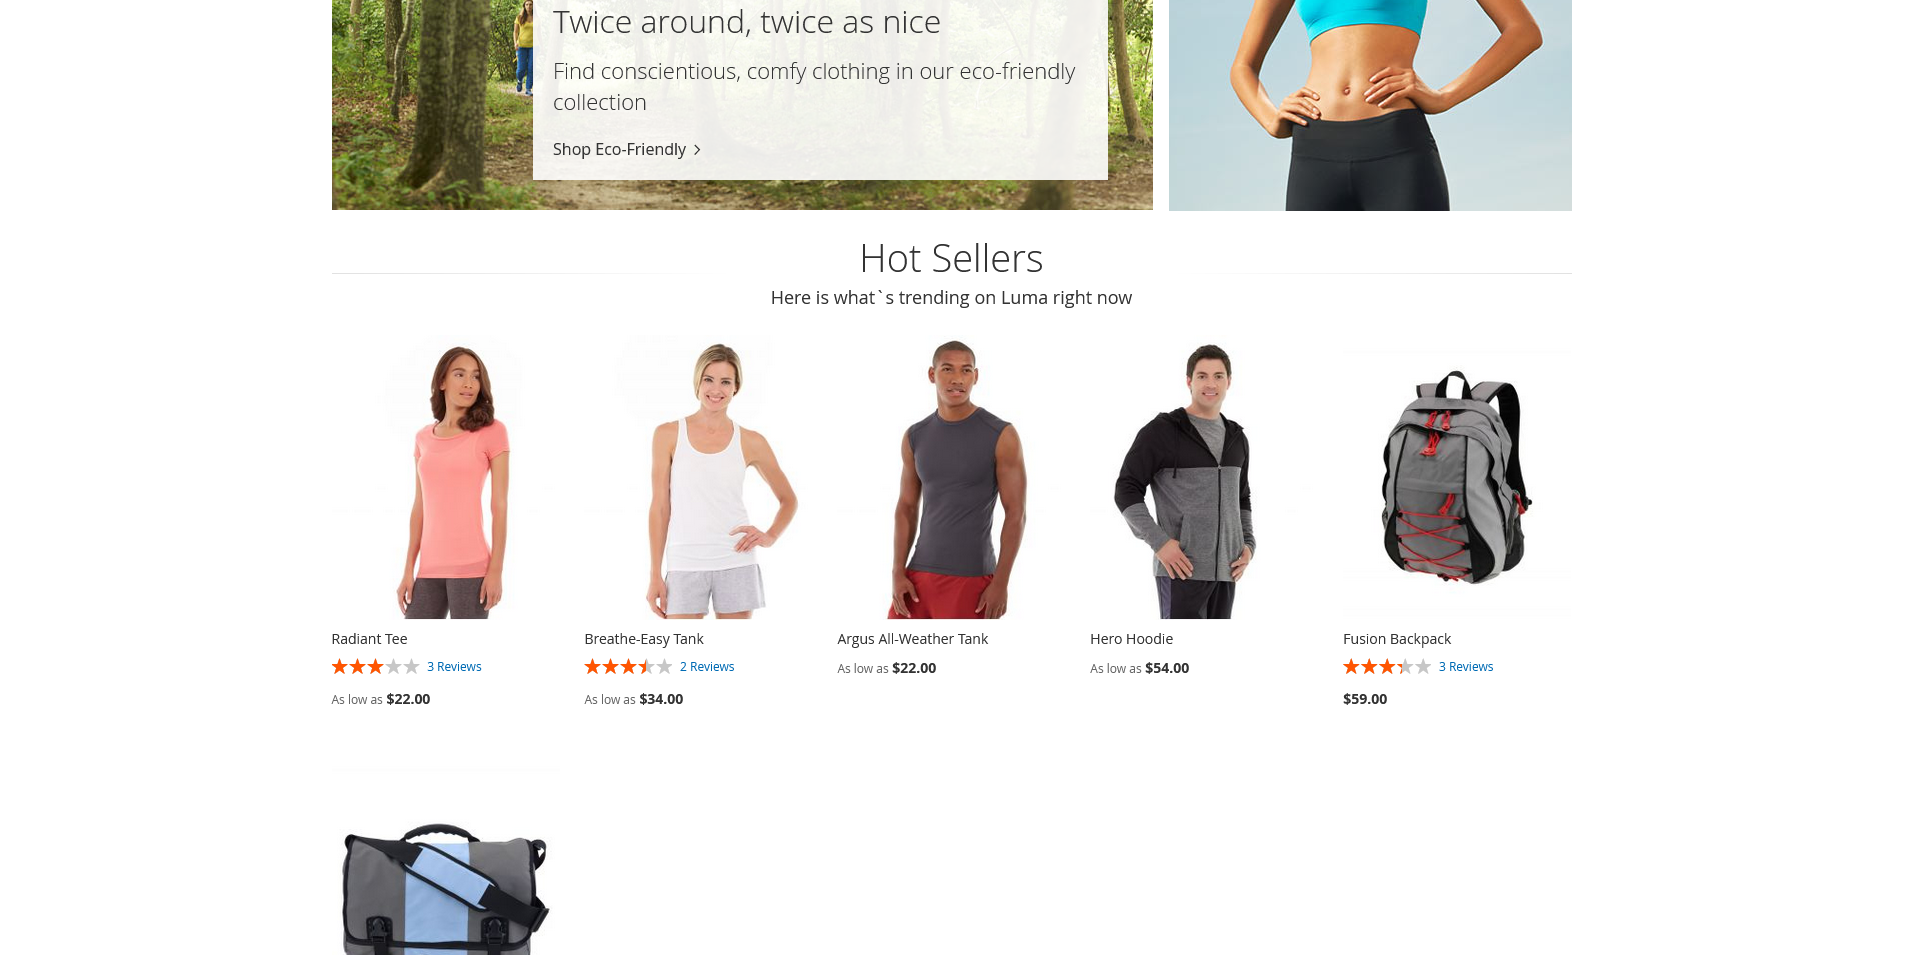 Twice around, twice as nice
Find conscientious, comfy clothing in our eco-friendly
collection
Shop Eco-Friendly
Hot Sellers
Here is what`s trending on Luma right now
Radiant Tee
3 Reviews
As low as $22.00
Breathe-Easy Tank
2 Reviews
As low as $34.00
Argus All-Weather Tank
As low as $22.00
Hero Hoodie
As low as $54.00
Fusion Backpack
3 Reviews
$59.00